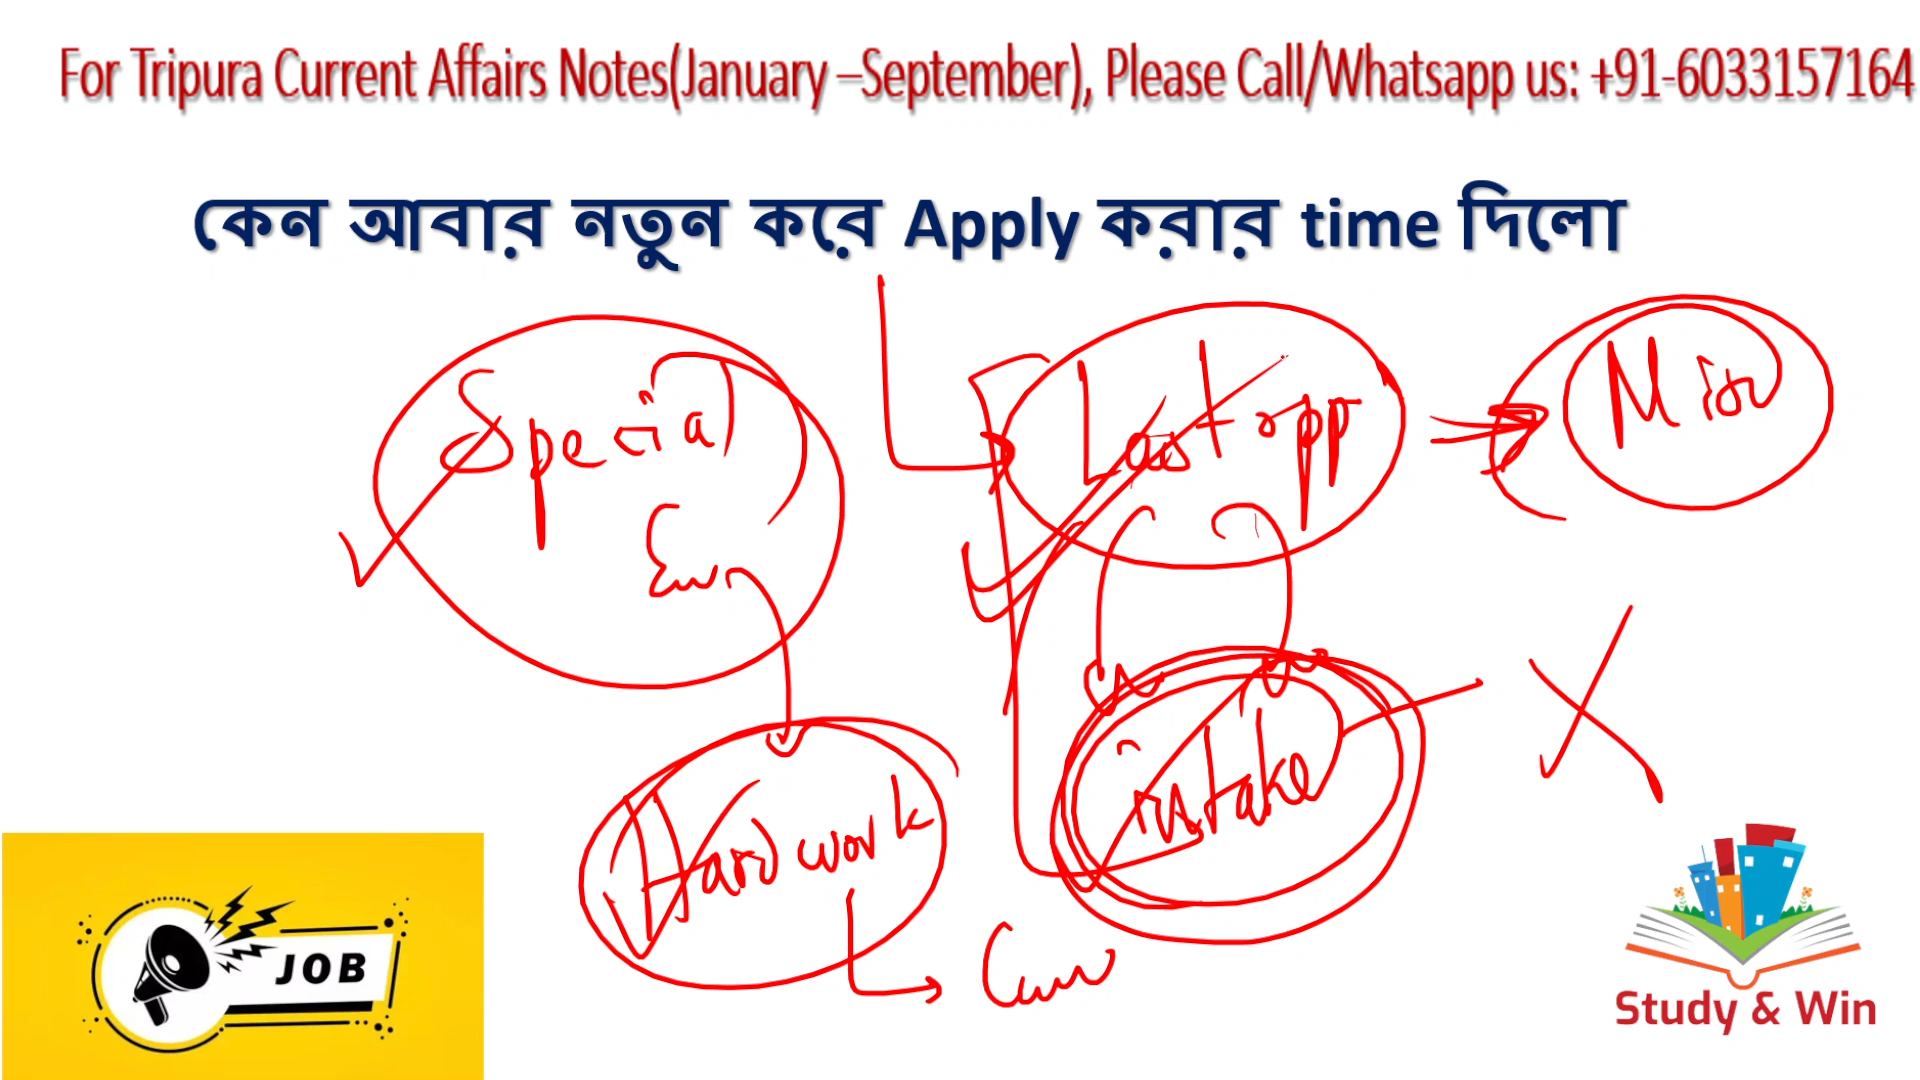 For Tripura Current Affairs Notes(January –September), Please Call/Whatsapp us: +91-6033157164
কেন আবার নতুন করে Apply করার time দিলো
Special
Last opp
Hard work
intake
JOB
Study & Win